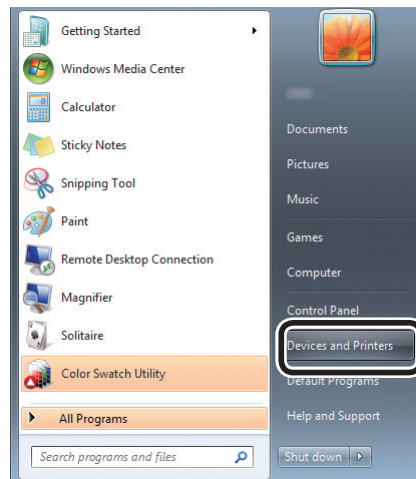 Getting Started
Windows Media Center
Calculator
Sticky Notes
Snipping Tool
Paint
Remote Desktop Connection
Magnifier
Solitaire
Color Swatch Utility
All Programs
Search programs and files
Documents
Pictures
Music
Games
Computer
Control Panel
Devices and Printers
Default Programs
Help and Support
Shut down